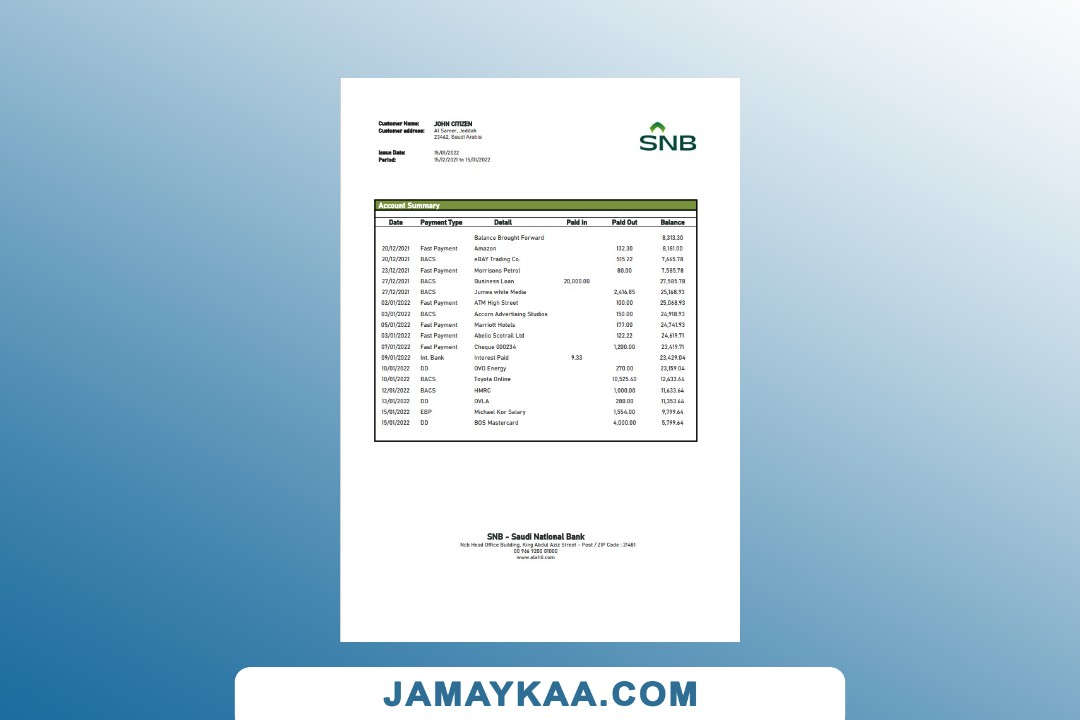 Customer Name: JOHN CITIZEN
Customer address: Al Samer, Jeddah
23462, Saudi Arabia
SNB
Issue Date: 15/01/2022
Period: 15/12/2021 to 15/01/2022
Account Summary
Date Payment Type Detail Paid In Paid Out Balance
Balance Brought Forward 8,313.30
20/12/2021 Fast Payment Amazon 132.30 8,181.00
20/12/2021 BACS eBAY Trading Co. 515.22 7,665.78
23/12/2021 Fast Payment Morrisons Petrol 80.00 7,585.78
27/12/2021 BACS Business Loan 20,000.00 27,585.78
27/12/2021 BACS James white Media 2,416.85 25,168.93
02/01/2022 Fast Payment ATM High Street 100.00 25,068.93
03/01/2022 BACS Accorn Advertising Studios 150.00 24,918.93
05/01/2022 Fast Payment Marriott Hotels 177.00 24,741.93
03/01/2022 Fast Payment Abelio Scotrail Ltd 122.22 24,619.71
07/01/2022 Fast Payment Cheque 000234 1,200.00 23,419.71
09/01/2022 Int. Bank Interest Paid 9.33 23,429.04
10/01/2022 DD OVO Energy 270.00 23,159.04
10/01/2022 BACS Toyota Online 10,525.40 12,633.64
12/01/2022 BACS HMRC 1,000.00 11,633.64
13/01/2022 DD DVLA 280.00 11,353.64
15/01/2022 EBP Michael Kor Salary 1,554.00 9,799.64
15/01/2022 DD BOS Mastercard 4,000.00 5,799.64
SNB - Saudi National Bank
Ncb Head Office Building, King Abdul Aziz Street - Post / ZIP Code : 21481
00 966 9200 01000
www.alahli.com
JAMAYKAA.COM